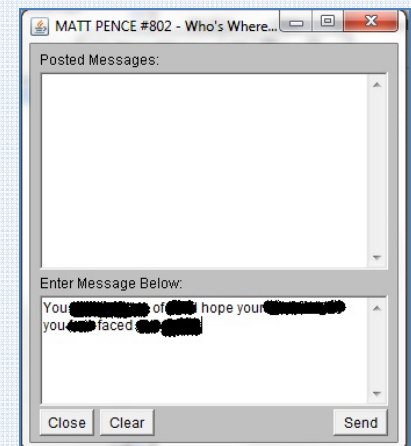 MATT PENCE #802 - Who's Where...
Posted Messages:
Enter Message Below:
You of hope your
you faced
Close Clear Send